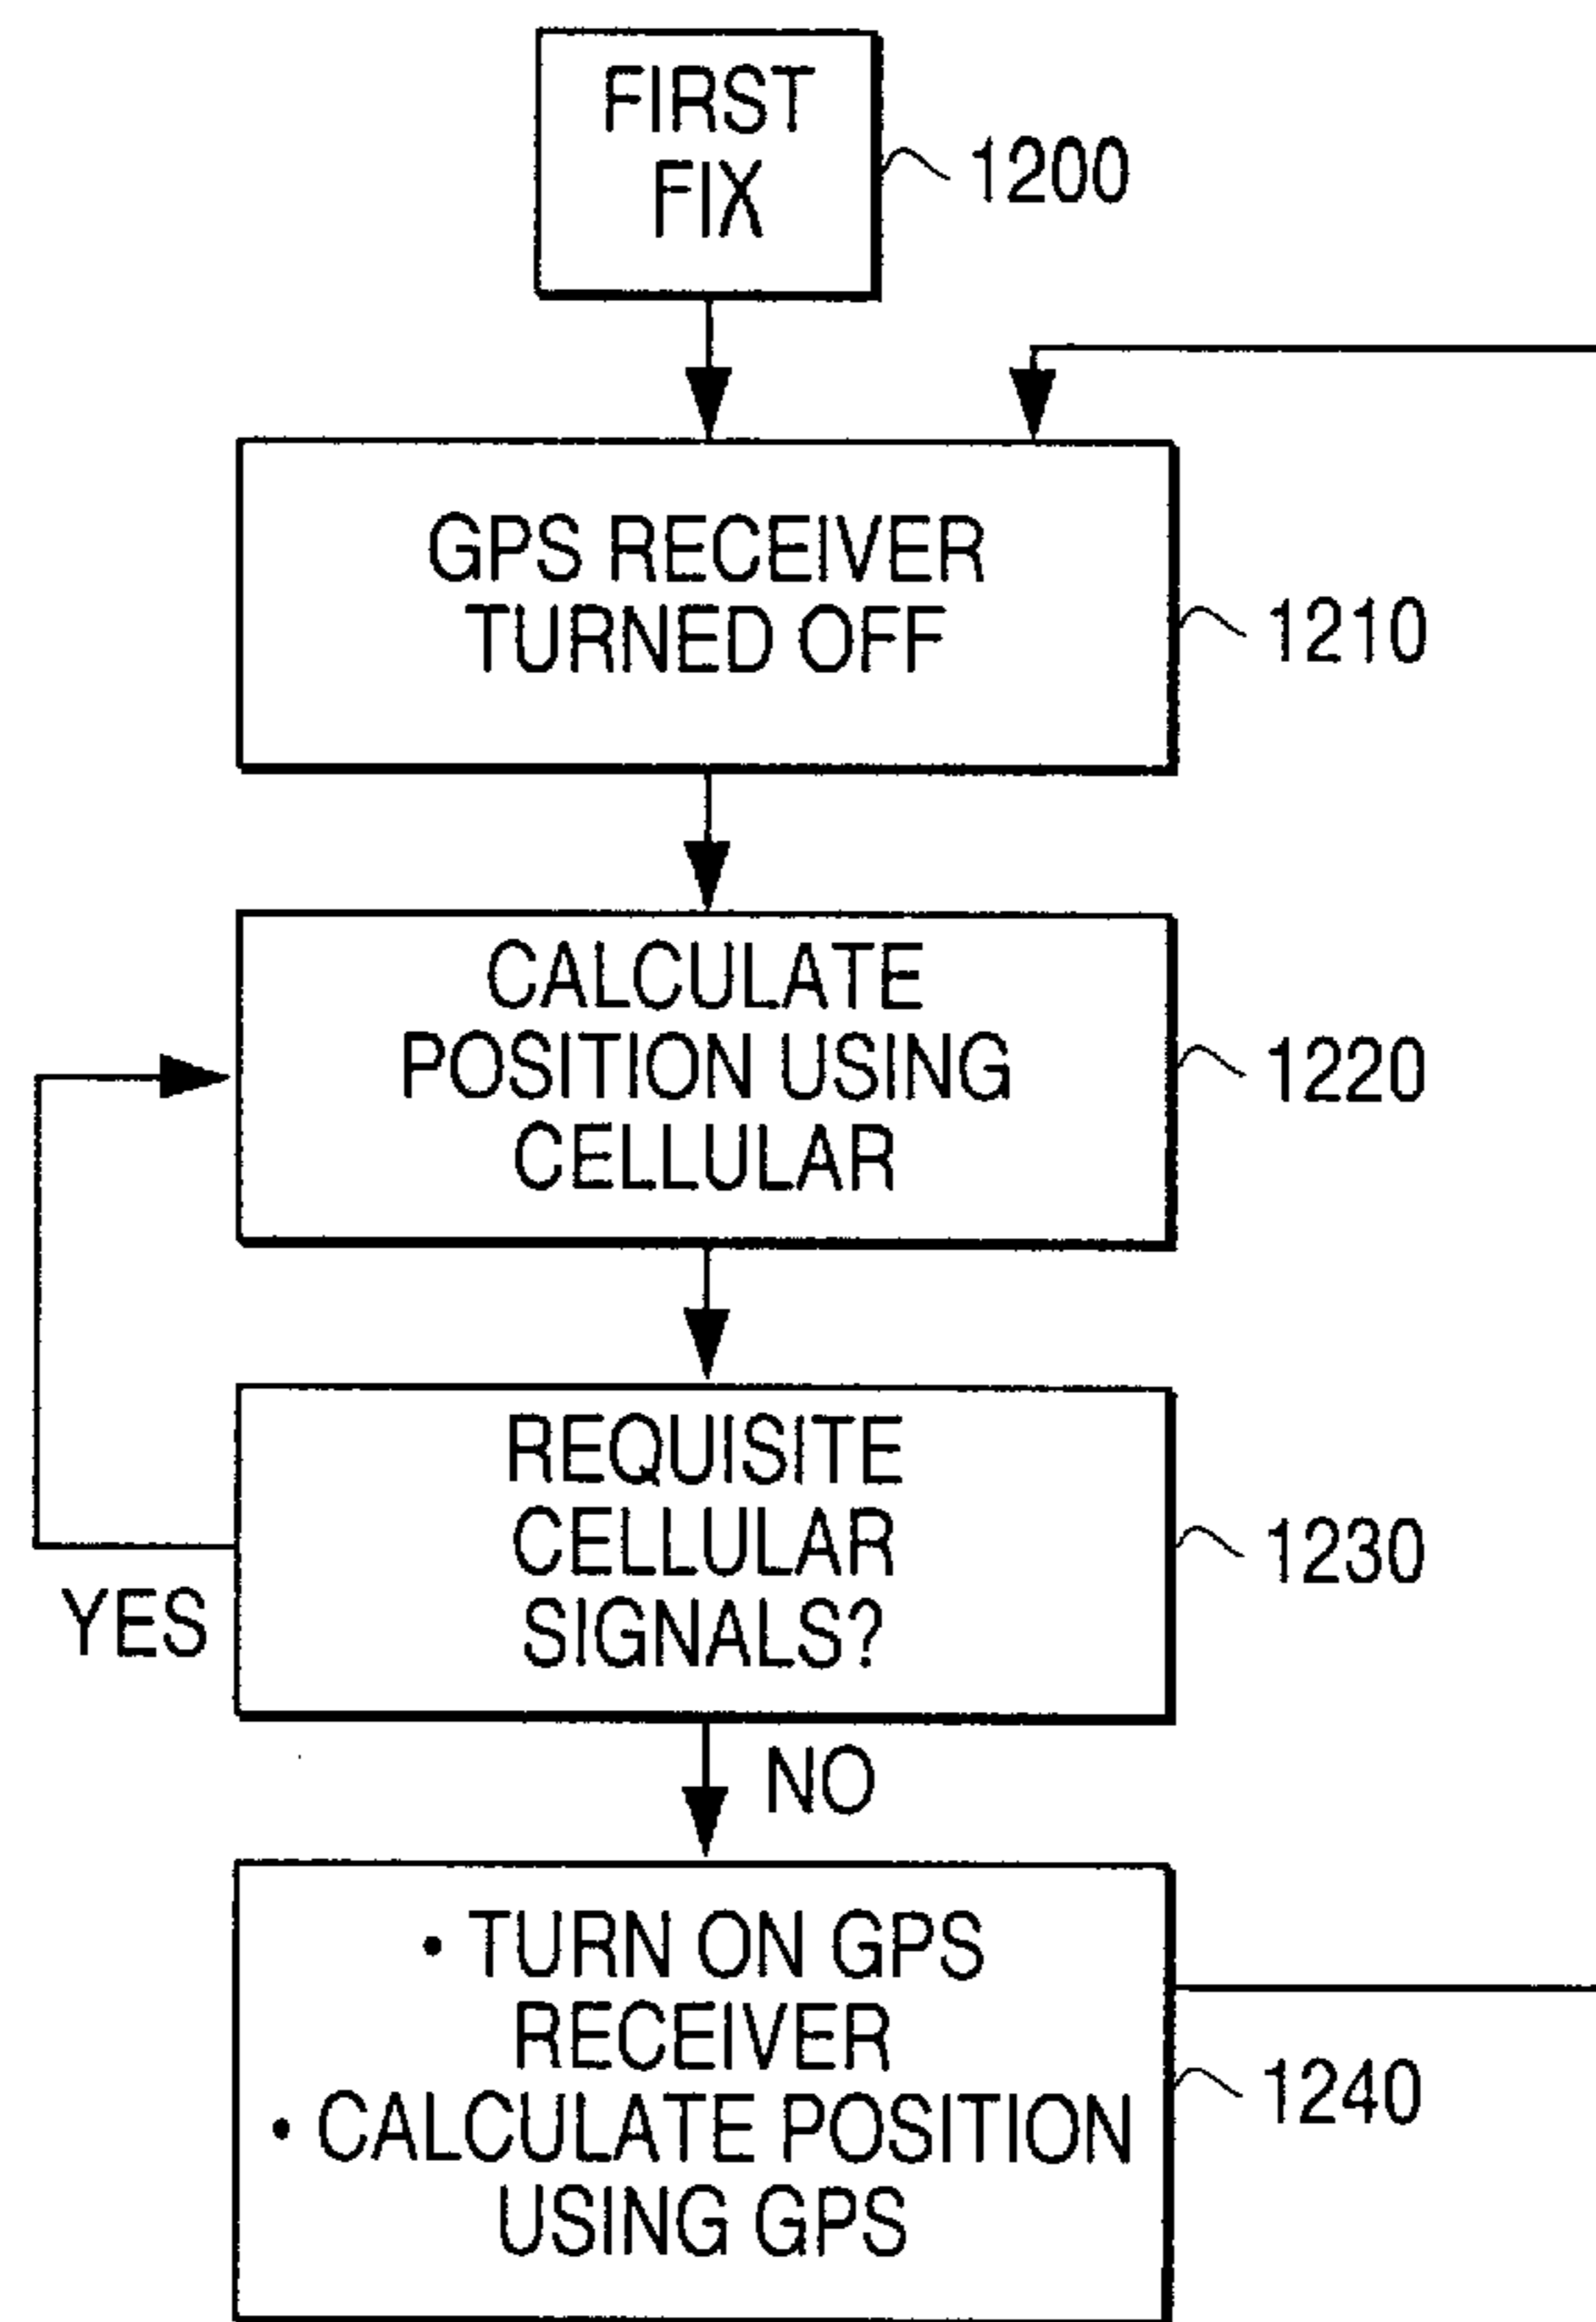 FIRST
FIX
1200
GPS RECEIVER
TURNED OFF
1210
CALCULATE
POSITION USING
CELLULAR
1220
REQUISITE
CELLULAR
SIGNALS?
1230
YES
NO
• TURN ON GPS
RECEIVER
• CALCULATE POSITION
USING GPS
1240